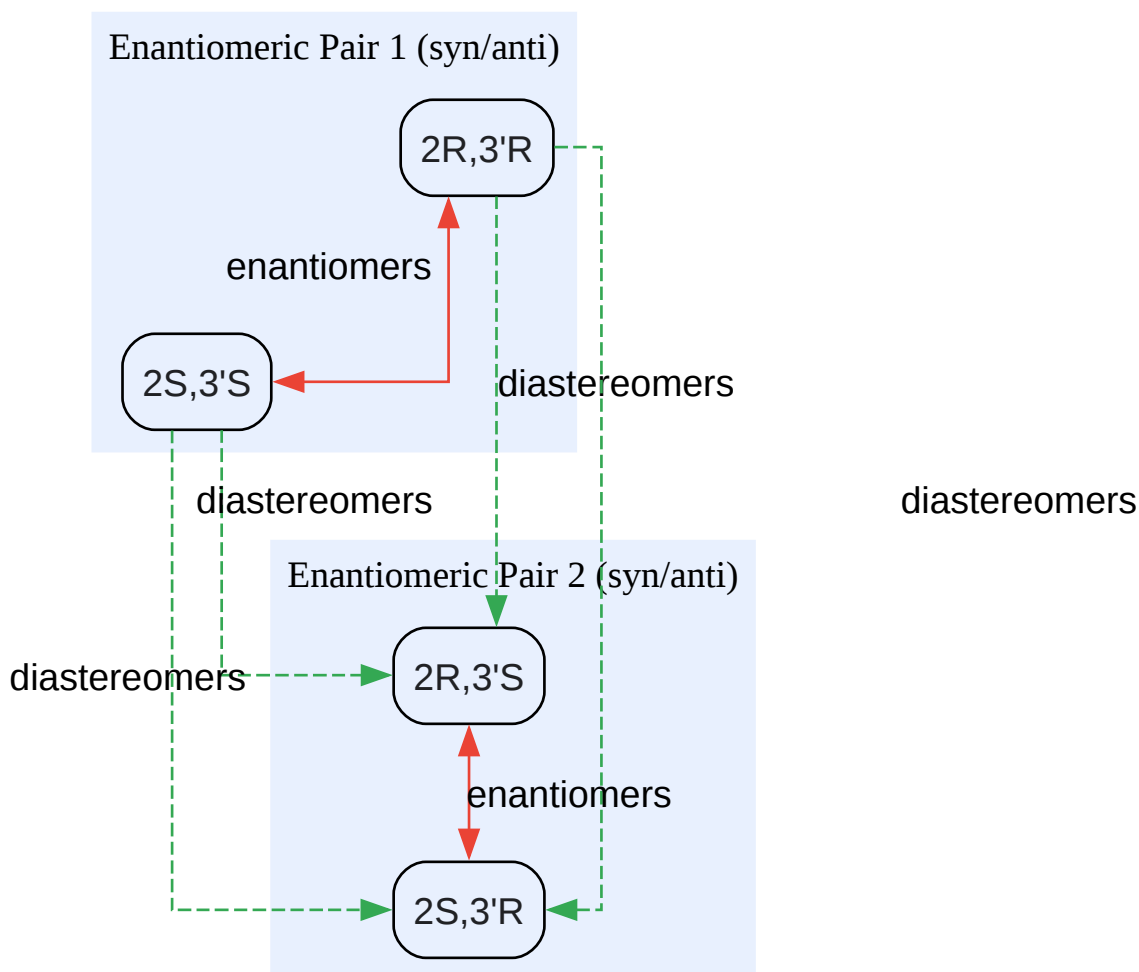 Enantiomeric Pair 1 (syn/anti)
2R,3'R
enantiomers
2S,3'S
diastereomers
diastereomers
diastereomers
Enantiomeric Pair 2 (syn/anti)
2R,3'S
diastereomers
enantiomers
2S,3'R